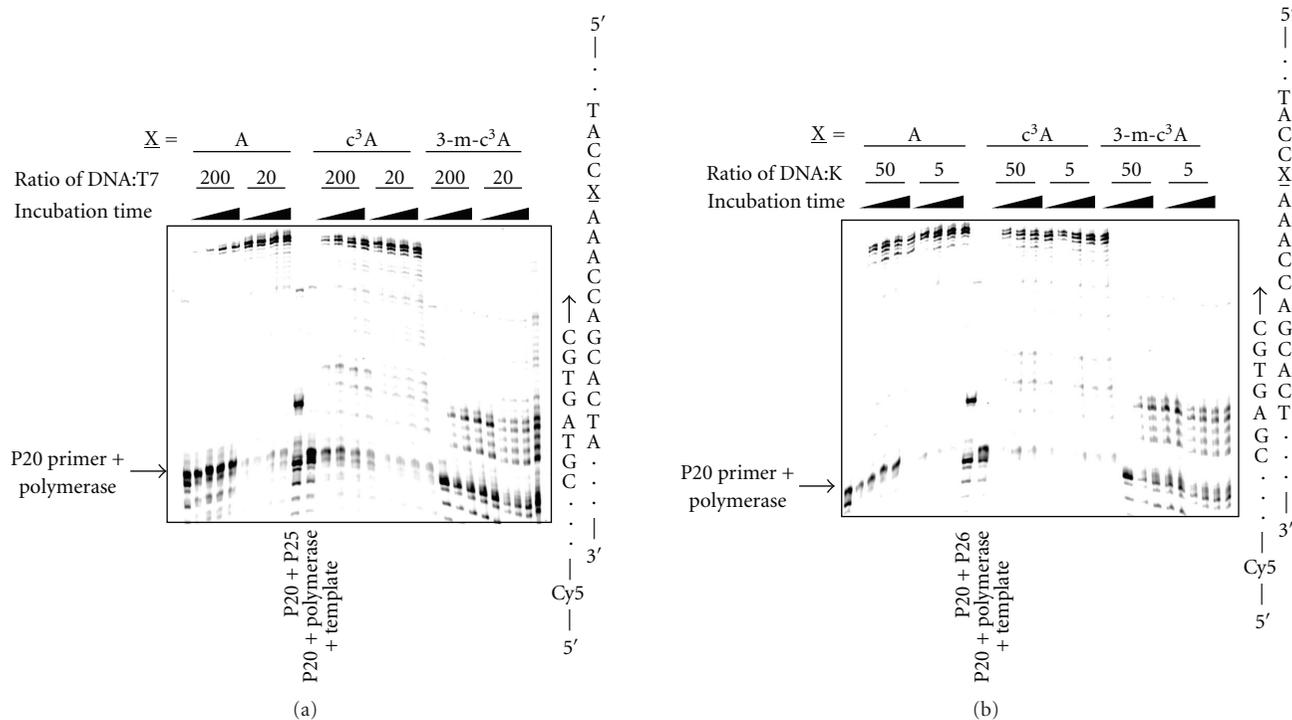 X = A c³A 3-m-c³A
Ratio of DNA:T7 200 20 200 20 200 20
Incubation time
P20 primer +
polymerase
P20 + P25
P20 + polymerase
+ template
5′
|
·
·
T
A
C
C
X
A
A
A
C
C
A
G
C
A
C
T
A
·
·
·
|
3′
C
G
T
G
A
T
G
C
·
·
·
|
Cy5
|
5′
(a)
X = A c³A 3-m-c³A
Ratio of DNA:K 50 5 50 5 50 5
Incubation time
P20 primer +
polymerase
P20 + P26
P20 + polymerase
+ template
5′
|
·
·
T
A
C
C
X
A
A
A
C
C
A
G
C
A
C
T
·
·
·
|
3′
C
G
T
G
A
G
C
·
·
·
|
Cy5
|
5′
(b)